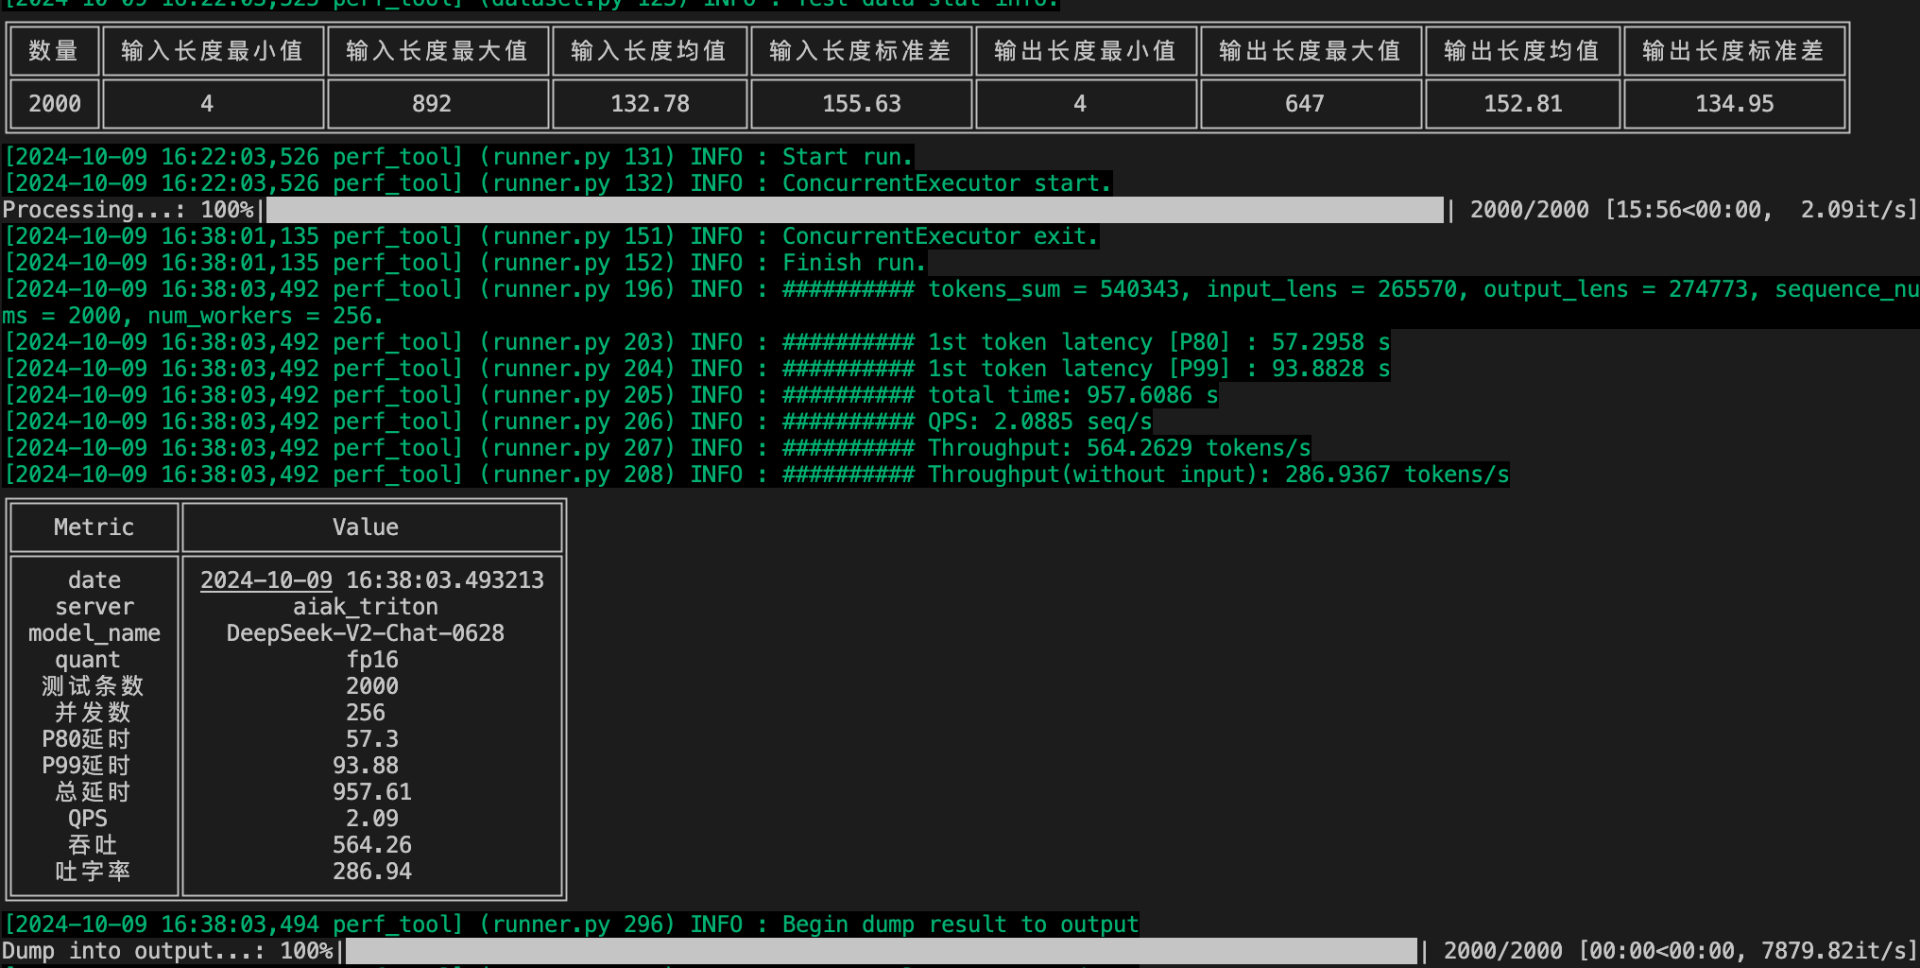 [2024-10-09 16:22:03,525 perf_tool] (dataset.py 125) INFO : Test data stat info.
数量 输入长度最小值 输入长度最大值 输入长度均值 输入长度标准差 输出长度最小值 输出长度最大值 输出长度均值 输出长度标准差
2000 4 892 132.78 155.63 4 647 152.81 134.95
[2024-10-09 16:22:03,526 perf_tool] (runner.py 131) INFO : Start run.
[2024-10-09 16:22:03,526 perf_tool] (runner.py 132) INFO : ConcurrentExecutor start.
Processing...: 100%| | 2000/2000 [15:56<00:00, 2.09it/s]
[2024-10-09 16:38:01,135 perf_tool] (runner.py 151) INFO : ConcurrentExecutor exit.
[2024-10-09 16:38:01,135 perf_tool] (runner.py 152) INFO : Finish run.
[2024-10-09 16:38:03,492 perf_tool] (runner.py 196) INFO : ########## tokens_sum = 540343, input_lens = 265570, output_lens = 274773, sequence_nu
ms = 2000, num_workers = 256.
[2024-10-09 16:38:03,492 perf_tool] (runner.py 203) INFO : ########## 1st token latency [P80] : 57.2958 s
[2024-10-09 16:38:03,492 perf_tool] (runner.py 204) INFO : ########## 1st token latency [P99] : 93.8828 s
[2024-10-09 16:38:03,492 perf_tool] (runner.py 205) INFO : ########## total time: 957.6086 s
[2024-10-09 16:38:03,492 perf_tool] (runner.py 206) INFO : ########## QPS: 2.0885 seq/s
[2024-10-09 16:38:03,492 perf_tool] (runner.py 207) INFO : ########## Throughput: 564.2629 tokens/s
[2024-10-09 16:38:03,492 perf_tool] (runner.py 208) INFO : ########## Throughput(without input): 286.9367 tokens/s
Metric Value
date 2024-10-09 16:38:03.493213
server aiak_triton
model_name DeepSeek-V2-Chat-0628
quant fp16
测试条数 2000
并发数 256
P80延时 57.3
P99延时 93.88
总延时 957.61
QPS 2.09
吞吐 564.26
吐字率 286.94
[2024-10-09 16:38:03,494 perf_tool] (runner.py 296) INFO : Begin dump result to output
Dump into output...: 100%| | 2000/2000 [00:00<00:00, 7879.82it/s]